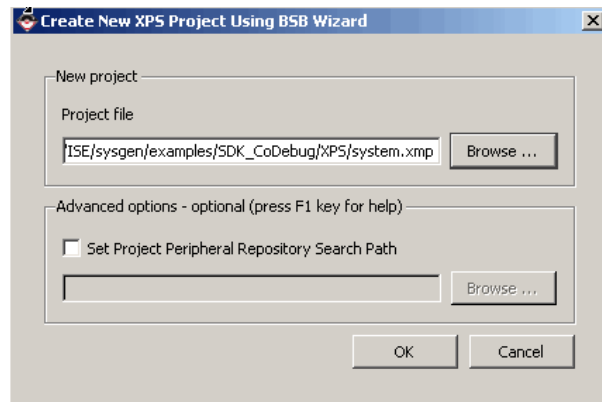 Create New XPS Project Using BSB Wizard
New project
Project file
/ISE/sysgen/examples/SDK_CoDebug/XPS/system.xmp
Browse ...
Advanced options - optional (press F1 key for help)
Set Project Peripheral Repository Search Path
Browse ...
OK
Cancel